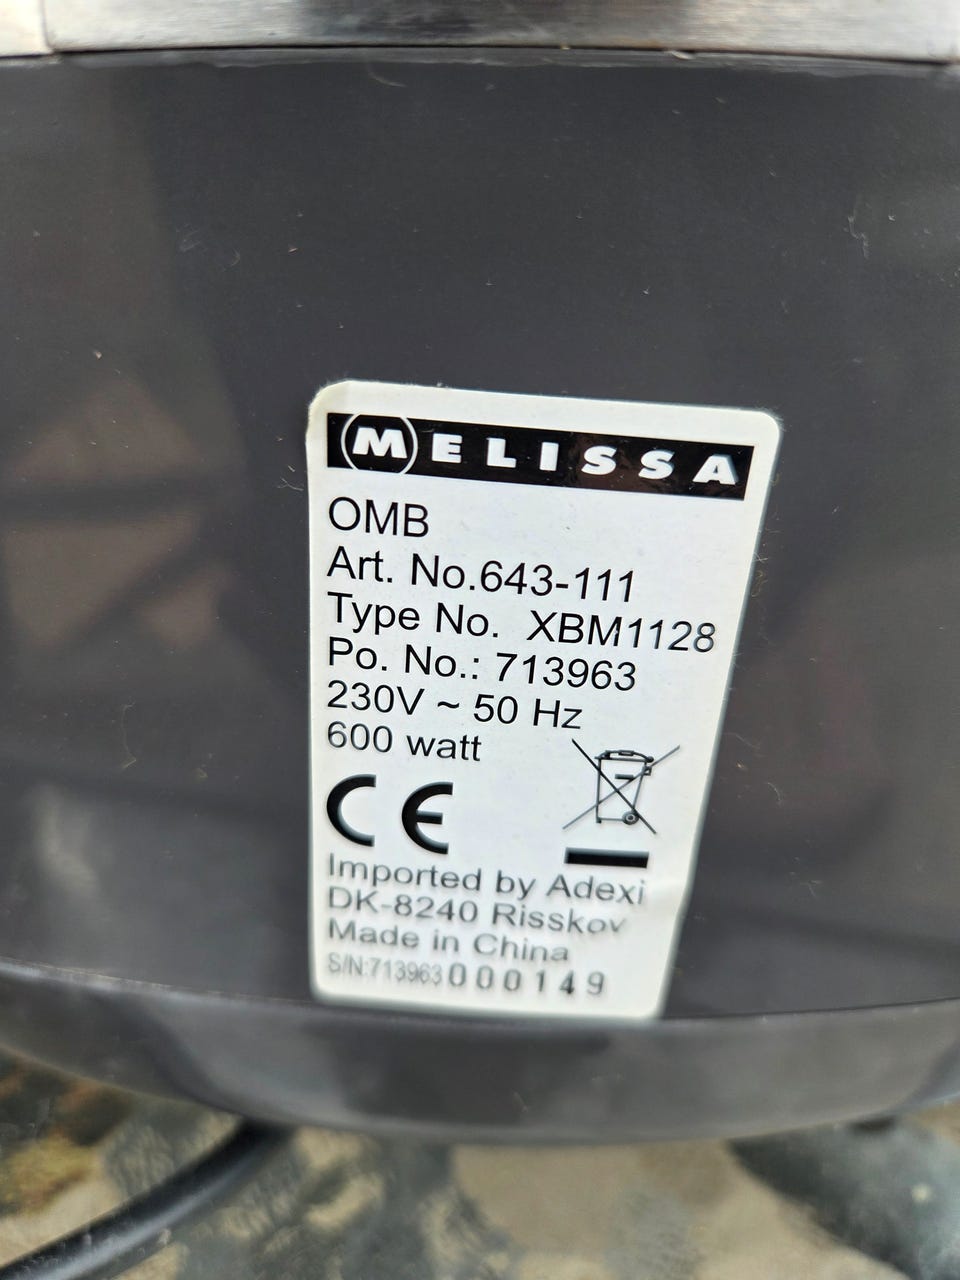 MELISSA
OMB
Art. No.643-111
Type No. XBM1128
Po. No.: 713963
230V ~ 50 Hz
600 watt
CE
Imported by Adexi
DK-8240 Risskov
Made in China
S/N:713963000149